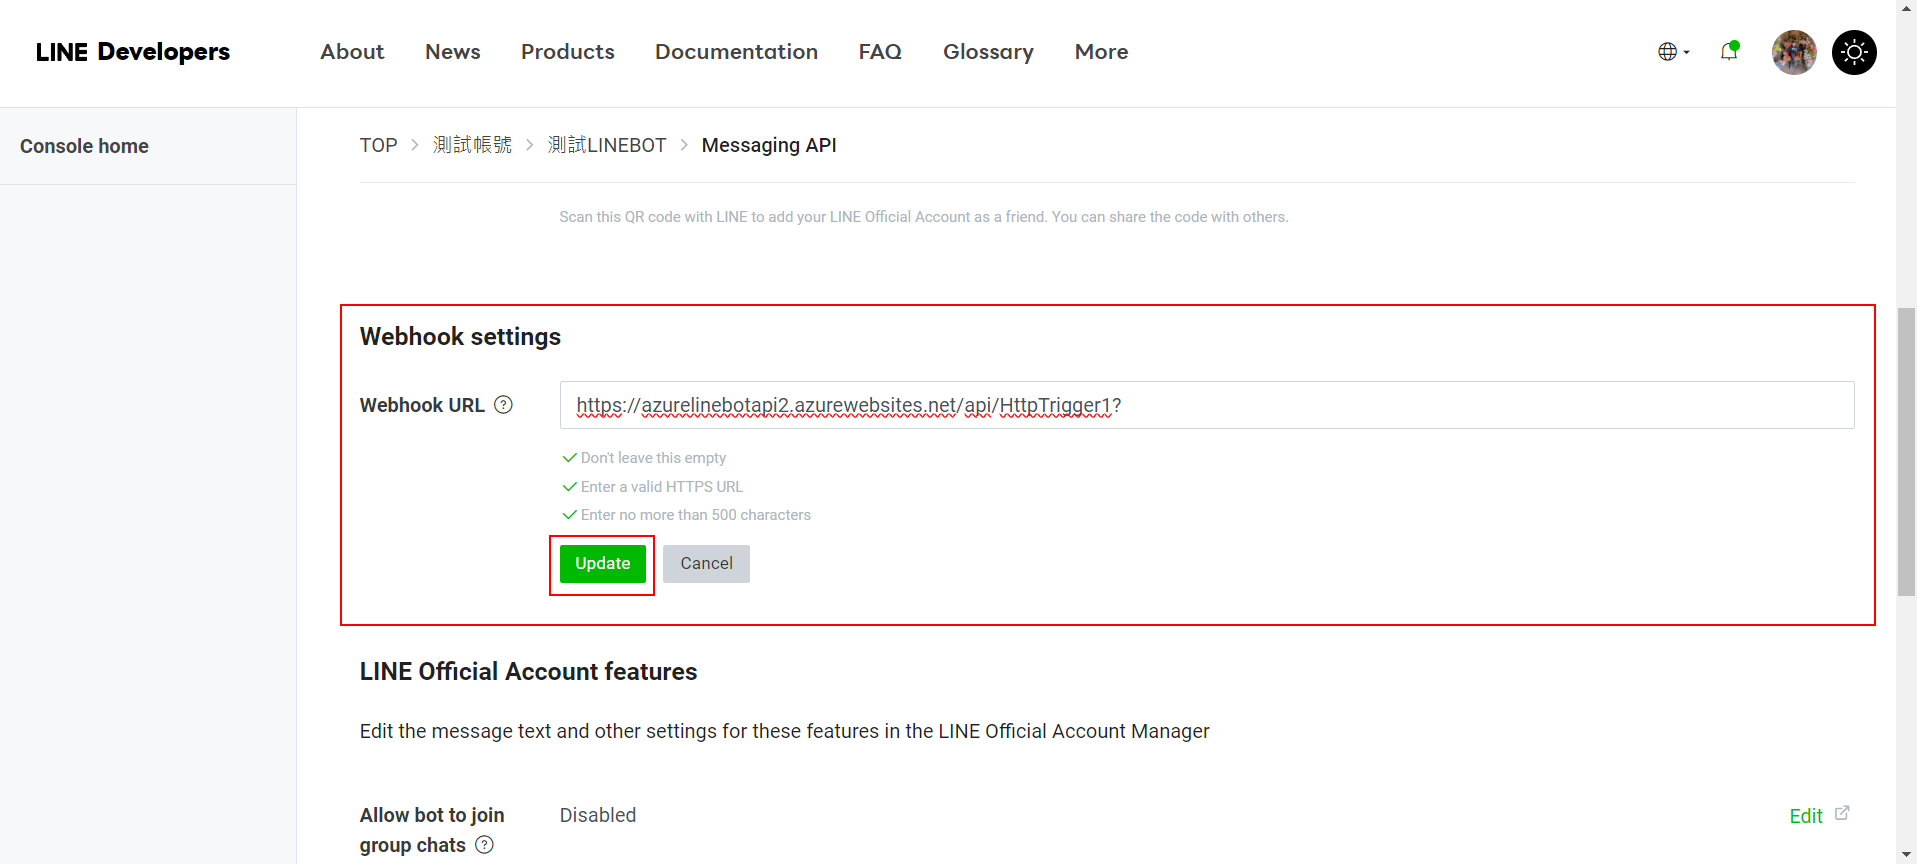 LINE Developers
About News Products Documentation FAQ Glossary More
Console home
TOP > 測試帳號 > 測試LINEBOT > Messaging API
Scan this QR code with LINE to add your LINE Official Account as a friend. You can share the code with others.
Webhook settings
Webhook URL ?
https://azurelinebotapi2.azurewebsites.net/api/HttpTrigger1?
Don't leave this empty
Enter a valid HTTPS URL
Enter no more than 500 characters
Update Cancel
LINE Official Account features
Edit the message text and other settings for these features in the LINE Official Account Manager
Allow bot to join
group chats ?
Disabled
Edit